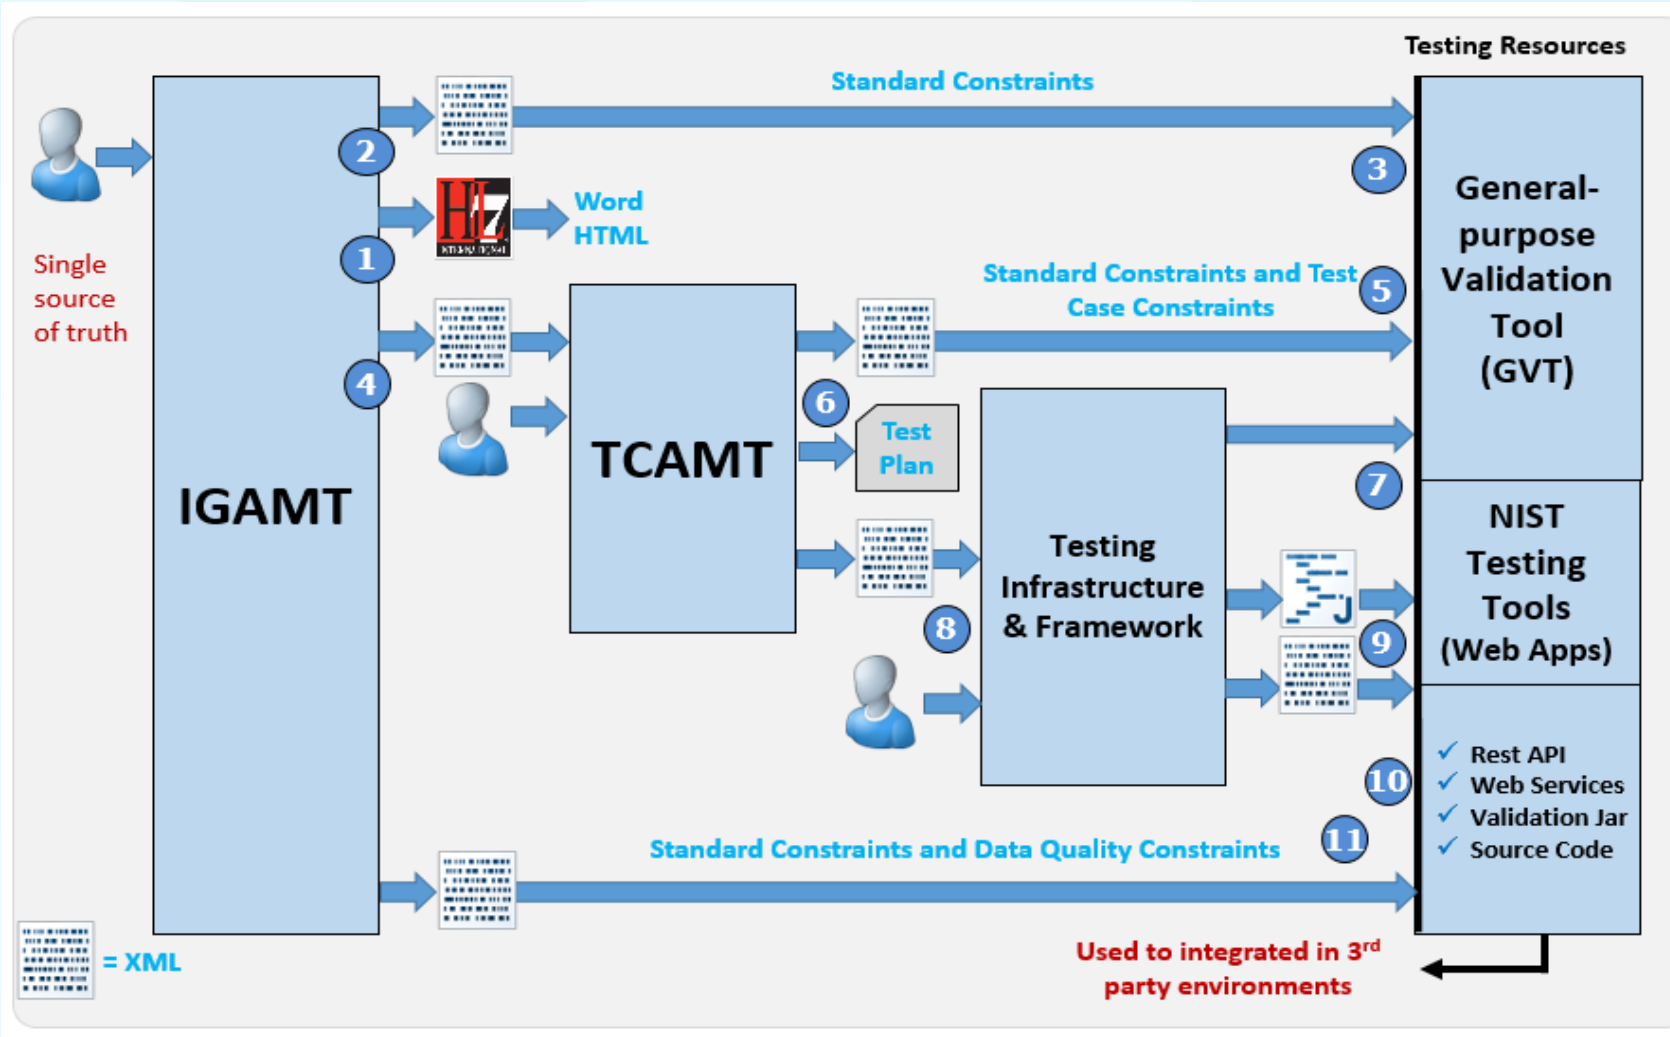 Testing Resources
Standard Constraints
2
3
General-
purpose
Validation
Tool
(GVT)
HL7
INTERNATIONAL
Word
HTML
1
Single
source
of truth
Standard Constraints and Test
Case Constraints
5
4
6
Test
Plan
TCAMT
IGAMT
7
NIST
Testing
Tools
(Web Apps)
Testing
Infrastructure
& Framework
J
8
9
✓ Rest API
✓ Web Services
✓ Validation Jar
✓ Source Code
10
11
Standard Constraints and Data Quality Constraints
= XML
Used to integrated in 3rd
party environments